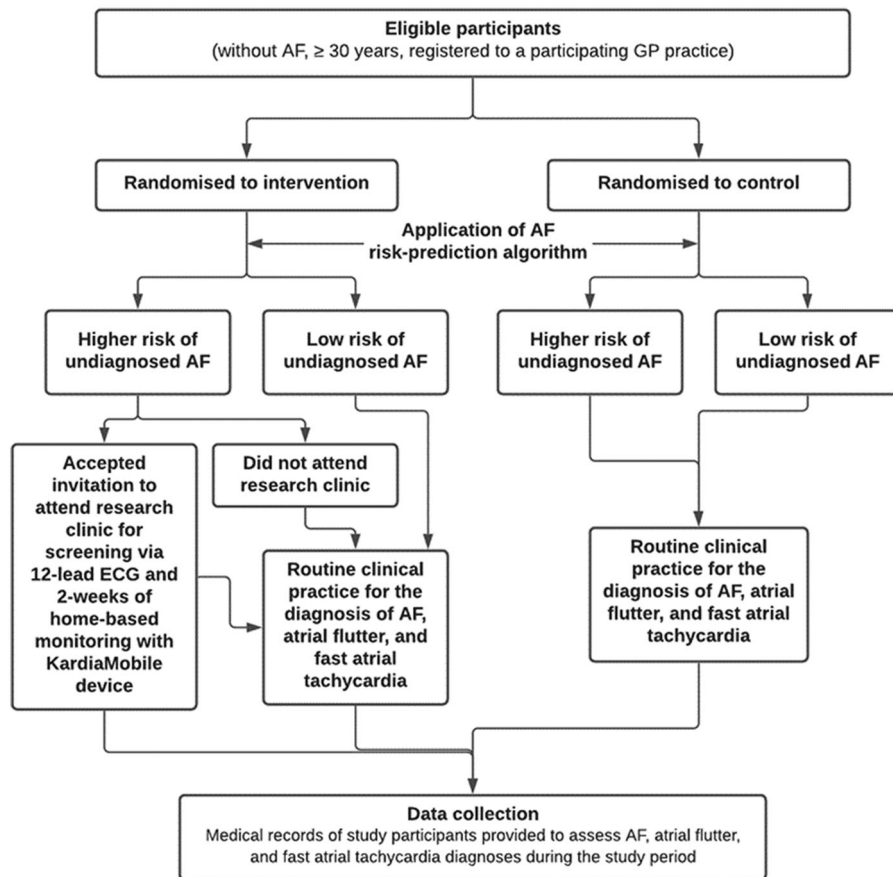 Eligible participants
(without AF, ≥ 30 years, registered to a participating GP practice)
Randomised to intervention
Randomised to control
Application of AF
risk-prediction algorithm
Higher risk of
undiagnosed AF
Low risk of
undiagnosed AF
Higher risk of
undiagnosed AF
Low risk of
undiagnosed AF
Accepted
invitation to
attend research
clinic for
screening via
12-lead ECG and
2-weeks of
home-based
monitoring with
KardiaMobile
device
Did not attend
research clinic
Routine clinical
practice for the
diagnosis of AF,
atrial flutter, and
fast atrial
tachycardia
Routine clinical
practice for the
diagnosis of AF, atrial
flutter, and fast atrial
tachycardia
Data collection
Medical records of study participants provided to assess AF, atrial flutter,
and fast atrial tachycardia diagnoses during the study period